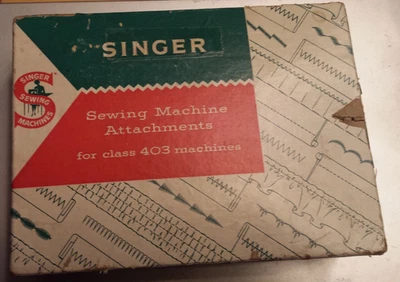 SINGER
SINGER
SEWING
MACHINES
Sewing Machine
Attachments
for class 403 machines